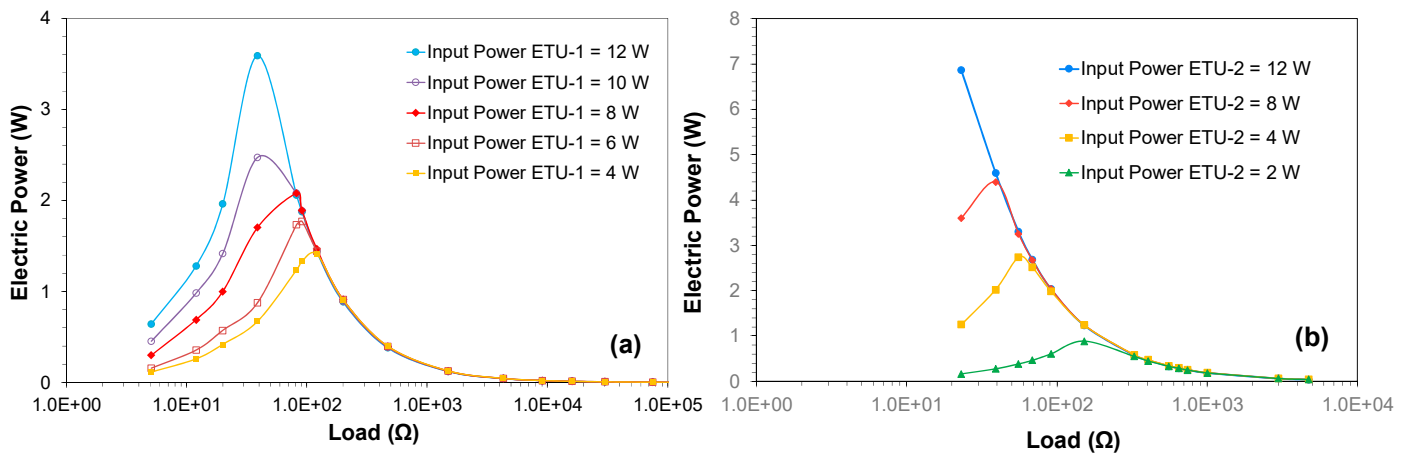 4
3
2
1
0
Electric Power (W)
Input Power ETU-1 = 12 W
Input Power ETU-1 = 10 W
Input Power ETU-1 = 8 W
Input Power ETU-1 = 6 W
Input Power ETU-1 = 4 W
(a)
1.0E+00 1.0E+01 1.0E+02 1.0E+03 1.0E+04 1.0E+05
Load (Ω)
8
7
6
5
4
3
2
1
0
Electric Power (W)
Input Power ETU-2 = 12 W
Input Power ETU-2 = 8 W
Input Power ETU-2 = 4 W
Input Power ETU-2 = 2 W
(b)
1.0E+00 1.0E+01 1.0E+02 1.0E+03 1.0E+04
Load (Ω)